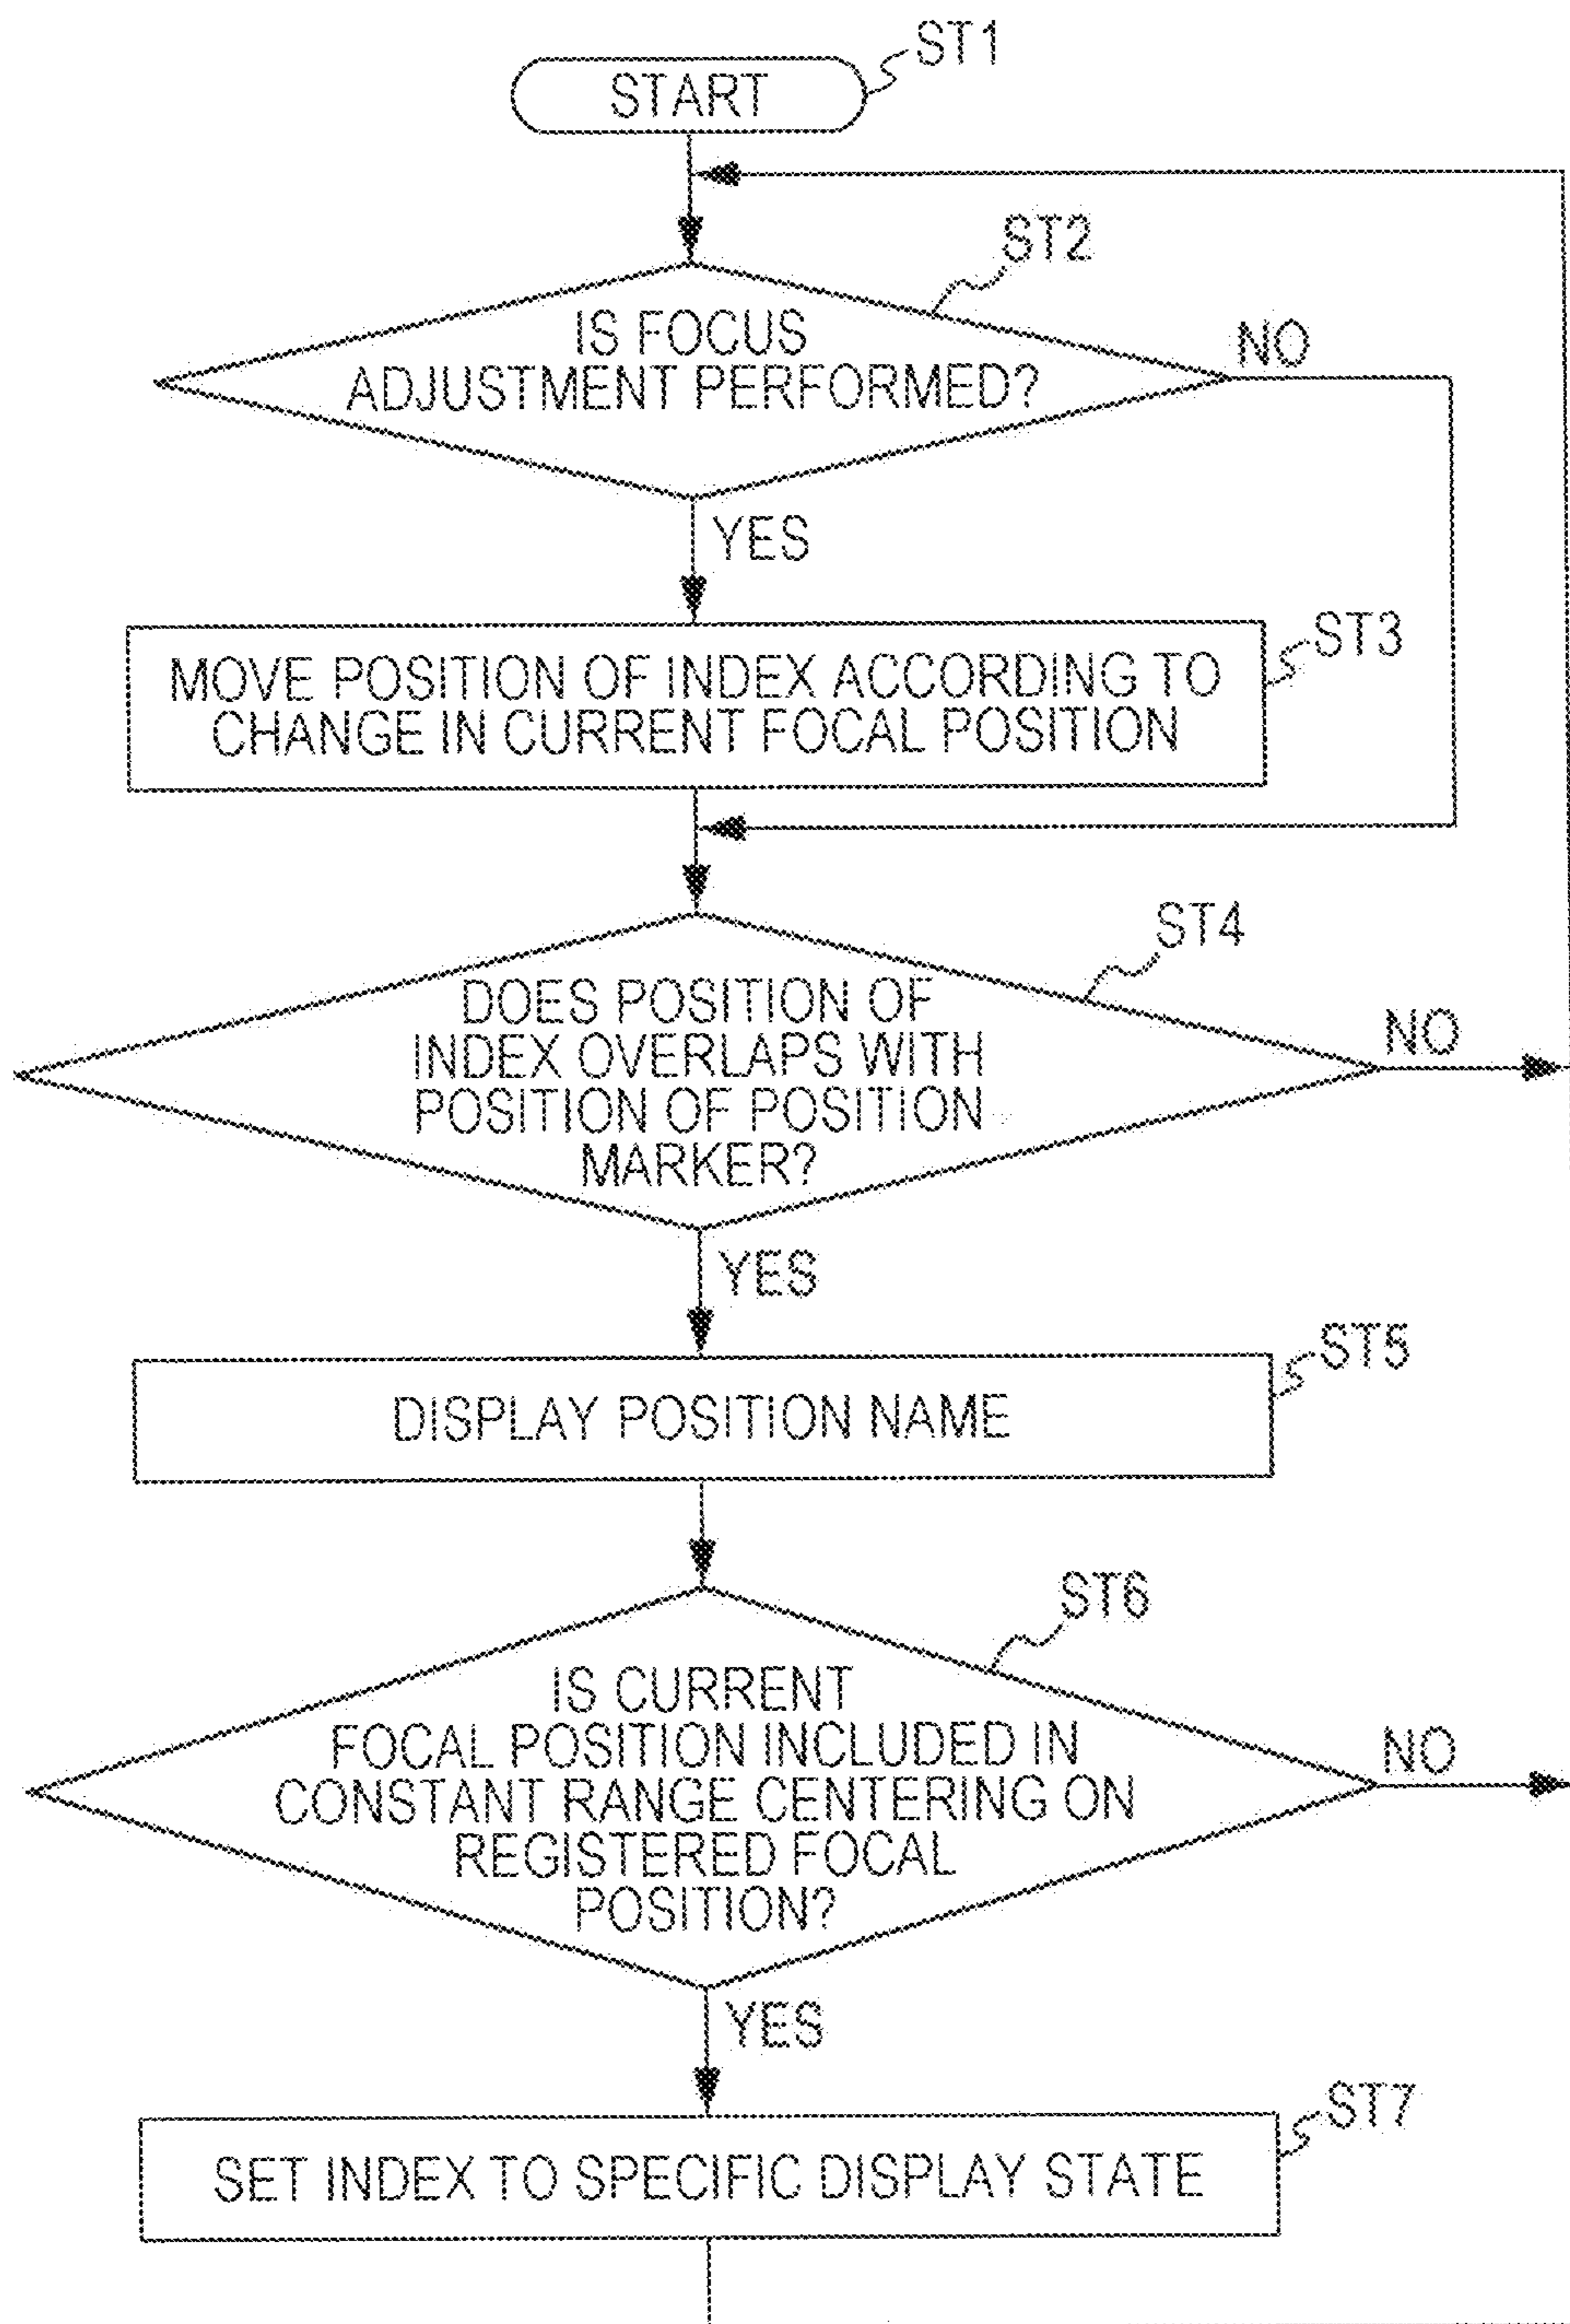 START
ST1
ST2
IS FOCUS
ADJUSTMENT PERFORMED?
NO
YES
ST3
MOVE POSITION OF INDEX ACCORDING TO
CHANGE IN CURRENT FOCAL POSITION
ST4
DOES POSITION OF
INDEX OVERLAPS WITH
POSITION OF POSITION
MARKER?
NO
YES
ST5
DISPLAY POSITION NAME
ST6
IS CURRENT
FOCAL POSITION INCLUDED IN
CONSTANT RANGE CENTERING ON
REGISTERED FOCAL
POSITION?
NO
YES
ST7
SET INDEX TO SPECIFIC DISPLAY STATE